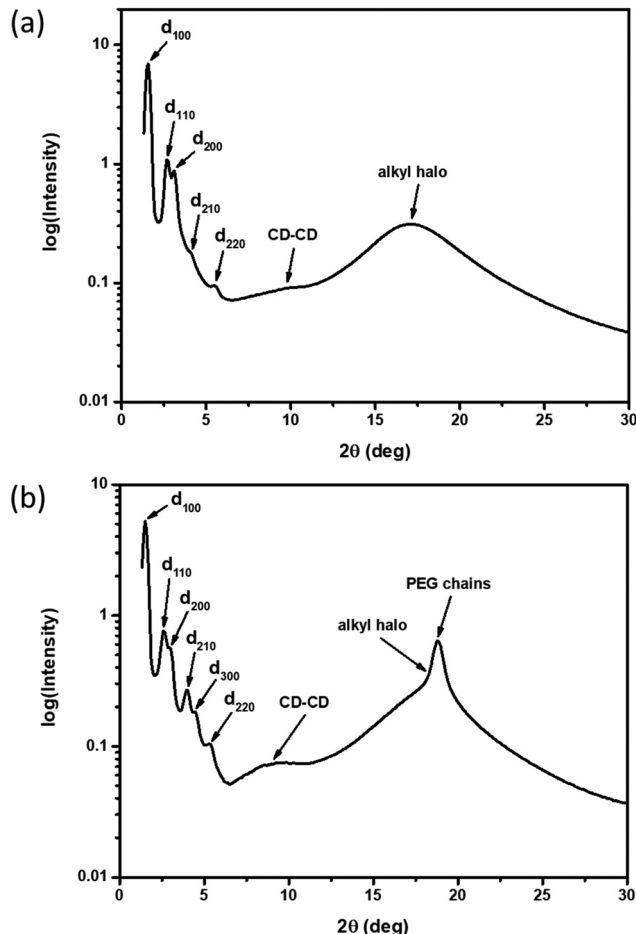 (a)
10
1
0.1
0.01
log(Intensity)
d100
d110
d200
d210
d220
CD-CD
alkyl halo
0 5 10 15 20 25 30
2θ (deg)
(b)
10
1
0.1
0.01
log(Intensity)
d100
d110
d200
d210
d300
d220
CD-CD
alkyl halo
PEG chains
0 5 10 15 20 25 30
2θ (deg)